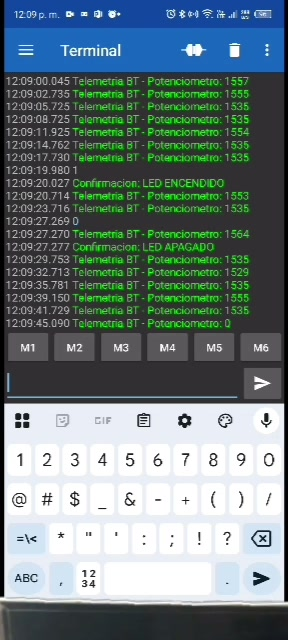 12:09 p. m.
Terminal
12:09:00.045 Telemetria BT - Potenciometro: 1557
12:09:02.735 Telemetria BT - Potenciometro: 1555
12:09:05.725 Telemetria BT - Potenciometro: 1535
12:09:08.725 Telemetria BT - Potenciometro: 1535
12:09:11.925 Telemetria BT - Potenciometro: 1554
12:09:14.762 Telemetria BT - Potenciometro: 1535
12:09:17.730 Telemetria BT - Potenciometro: 1535
12:09:19.980 1
12:09:20.027 Confirmacion: LED ENCENDIDO
12:09:20.714 Telemetria BT - Potenciometro: 1553
12:09:23.716 Telemetria BT - Potenciometro: 1535
12:09:27.269 0
12:09:27.270 Telemetria BT - Potenciometro: 1564
12:09:27.277 Confirmacion: LED APAGADO
12:09:29.753 Telemetria BT - Potenciometro: 1535
12:09:32.713 Telemetria BT - Potenciometro: 1529
12:09:35.781 Telemetria BT - Potenciometro: 1535
12:09:39.150 Telemetria BT - Potenciometro: 1555
12:09:41.729 Telemetria BT - Potenciometro: 1535
12:09:45.090 Telemetria BT - Potenciometro: 0
M1 M2 M3 M4 M5 M6
GIF
1 2 3 4 5 6 7 8 9 0
@ # $ _ & - + ( ) /
=\< * " ' : ; ! ? 
ABC , 12 34 .